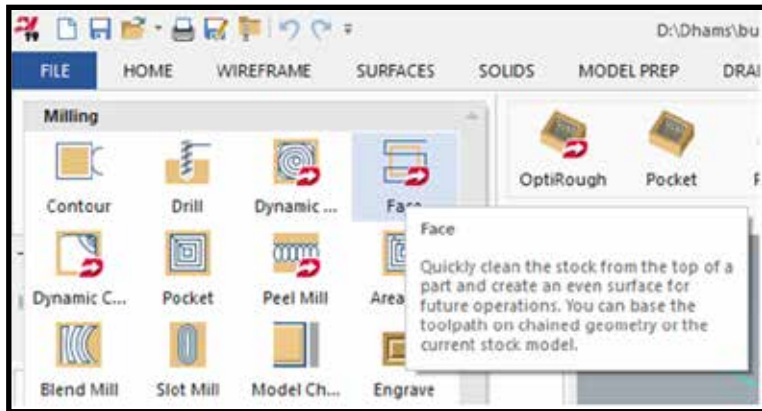 19
D:\Dhams\bu
FILE HOME WIREFRAME SURFACES SOLIDS MODEL PREP DRA
Milling
Contour Drill Dynamic ... Face
OptiRough Pocket
Face
Quickly clean the stock from the top of a
part and create an even surface for
future operations. You can base the
toolpath on chained geometry or the
current stock model.
Dynamic C... Pocket Peel Mill Area
Blend Mill Slot Mill Model Ch... Engrave